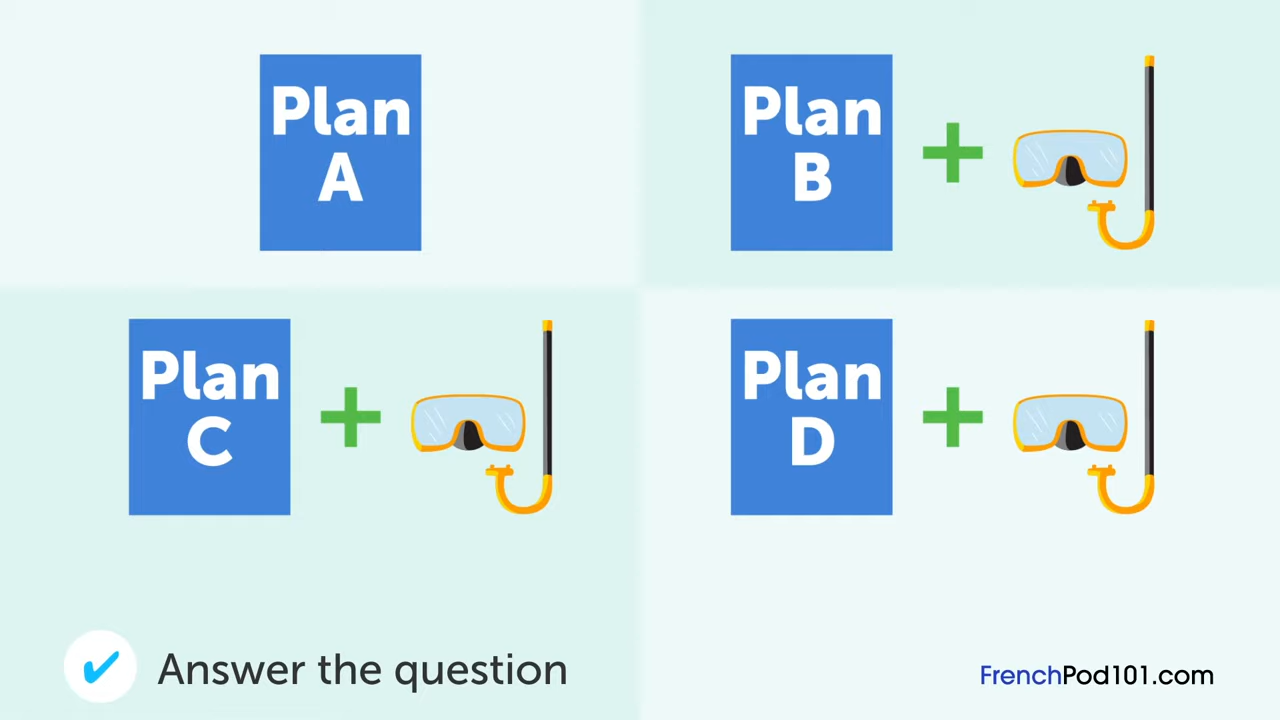 Plan
A
Plan
B
Plan
C
Plan
D
✔ Answer the question
FrenchPod101.com